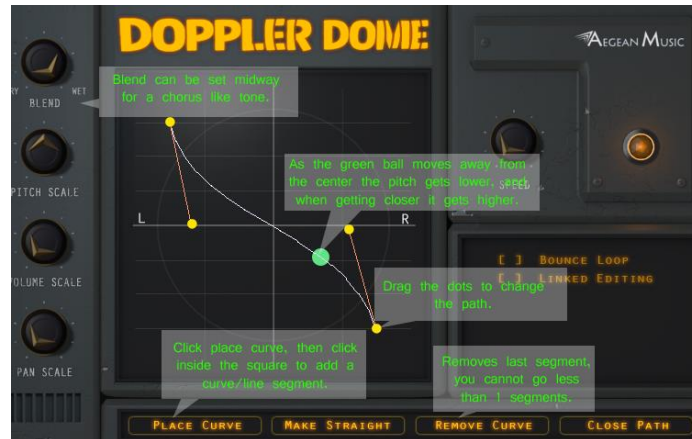 DOPPLER DOME
AEGEAN MUSIC
Blend can be set midway
for a chorus like tone.
WET
BLEND
PITCH SCALE
As the green ball moves away from
the center the pitch gets lower, and
when getting closer it gets higher.
SPEED
L
R
VOLUME SCALE
[ ] BOUNCE LOOP
[ ] LINKED EDITING
Drag the dots to change
the path.
PAN SCALE
Click place curve, then click
inside the square to add a
curve/line segment.
Removes last segment,
you cannot go less
than 1 segments.
PLACE CURVE
MAKE STRAIGHT
REMOVE CURVE
CLOSE PATH